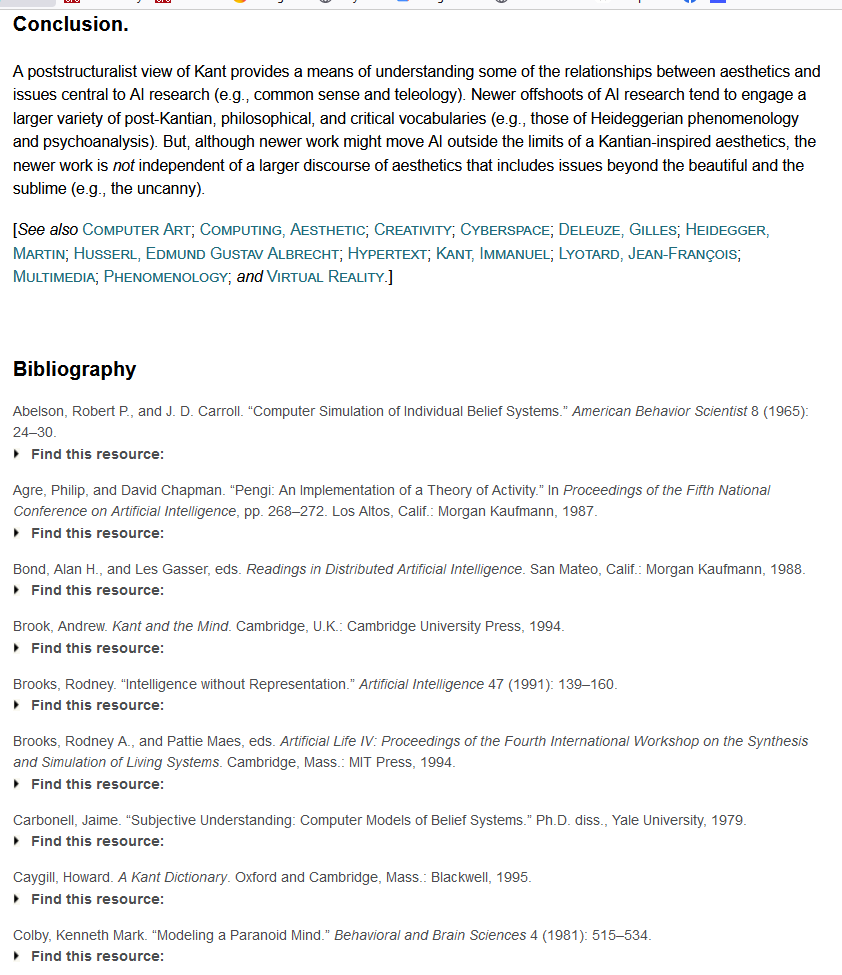 Conclusion.
A poststructuralist view of Kant provides a means of understanding some of the relationships between aesthetics and
issues central to AI research (e.g., common sense and teleology). Newer offshoots of AI research tend to engage a
larger variety of post-Kantian, philosophical, and critical vocabularies (e.g., those of Heideggerian phenomenology
and psychoanalysis). But, although newer work might move AI outside the limits of a Kantian-inspired aesthetics, the
newer work is not independent of a larger discourse of aesthetics that includes issues beyond the beautiful and the
sublime (e.g., the uncanny).
[See also Computer Art; Computing, Aesthetic; Creativity; Cyberspace; Deleuze, Gilles; Heidegger,
Martin; Husserl, Edmund Gustav Albrecht; Hypertext; Kant, Immanuel; Lyotard, Jean-François;
Multimedia; Phenomenology; and Virtual Reality.]
Bibliography
Abelson, Robert P., and J. D. Carroll. “Computer Simulation of Individual Belief Systems.” American Behavior Scientist 8 (1965):
24–30.
Find this resource:
Agre, Philip, and David Chapman. “Pengi: An Implementation of a Theory of Activity.” In Proceedings of the Fifth National
Conference on Artificial Intelligence, pp. 268–272. Los Altos, Calif.: Morgan Kaufmann, 1987.
Find this resource:
Bond, Alan H., and Les Gasser, eds. Readings in Distributed Artificial Intelligence. San Mateo, Calif.: Morgan Kaufmann, 1988.
Find this resource:
Brook, Andrew. Kant and the Mind. Cambridge, U.K.: Cambridge University Press, 1994.
Find this resource:
Brooks, Rodney. “Intelligence without Representation.” Artificial Intelligence 47 (1991): 139–160.
Find this resource:
Brooks, Rodney A., and Pattie Maes, eds. Artificial Life IV: Proceedings of the Fourth International Workshop on the Synthesis
and Simulation of Living Systems. Cambridge, Mass.: MIT Press, 1994.
Find this resource:
Carbonell, Jaime. “Subjective Understanding: Computer Models of Belief Systems.” Ph.D. diss., Yale University, 1979.
Find this resource:
Caygill, Howard. A Kant Dictionary. Oxford and Cambridge, Mass.: Blackwell, 1995.
Find this resource:
Colby, Kenneth Mark. “Modeling a Paranoid Mind.” Behavioral and Brain Sciences 4 (1981): 515–534.
Find this resource: